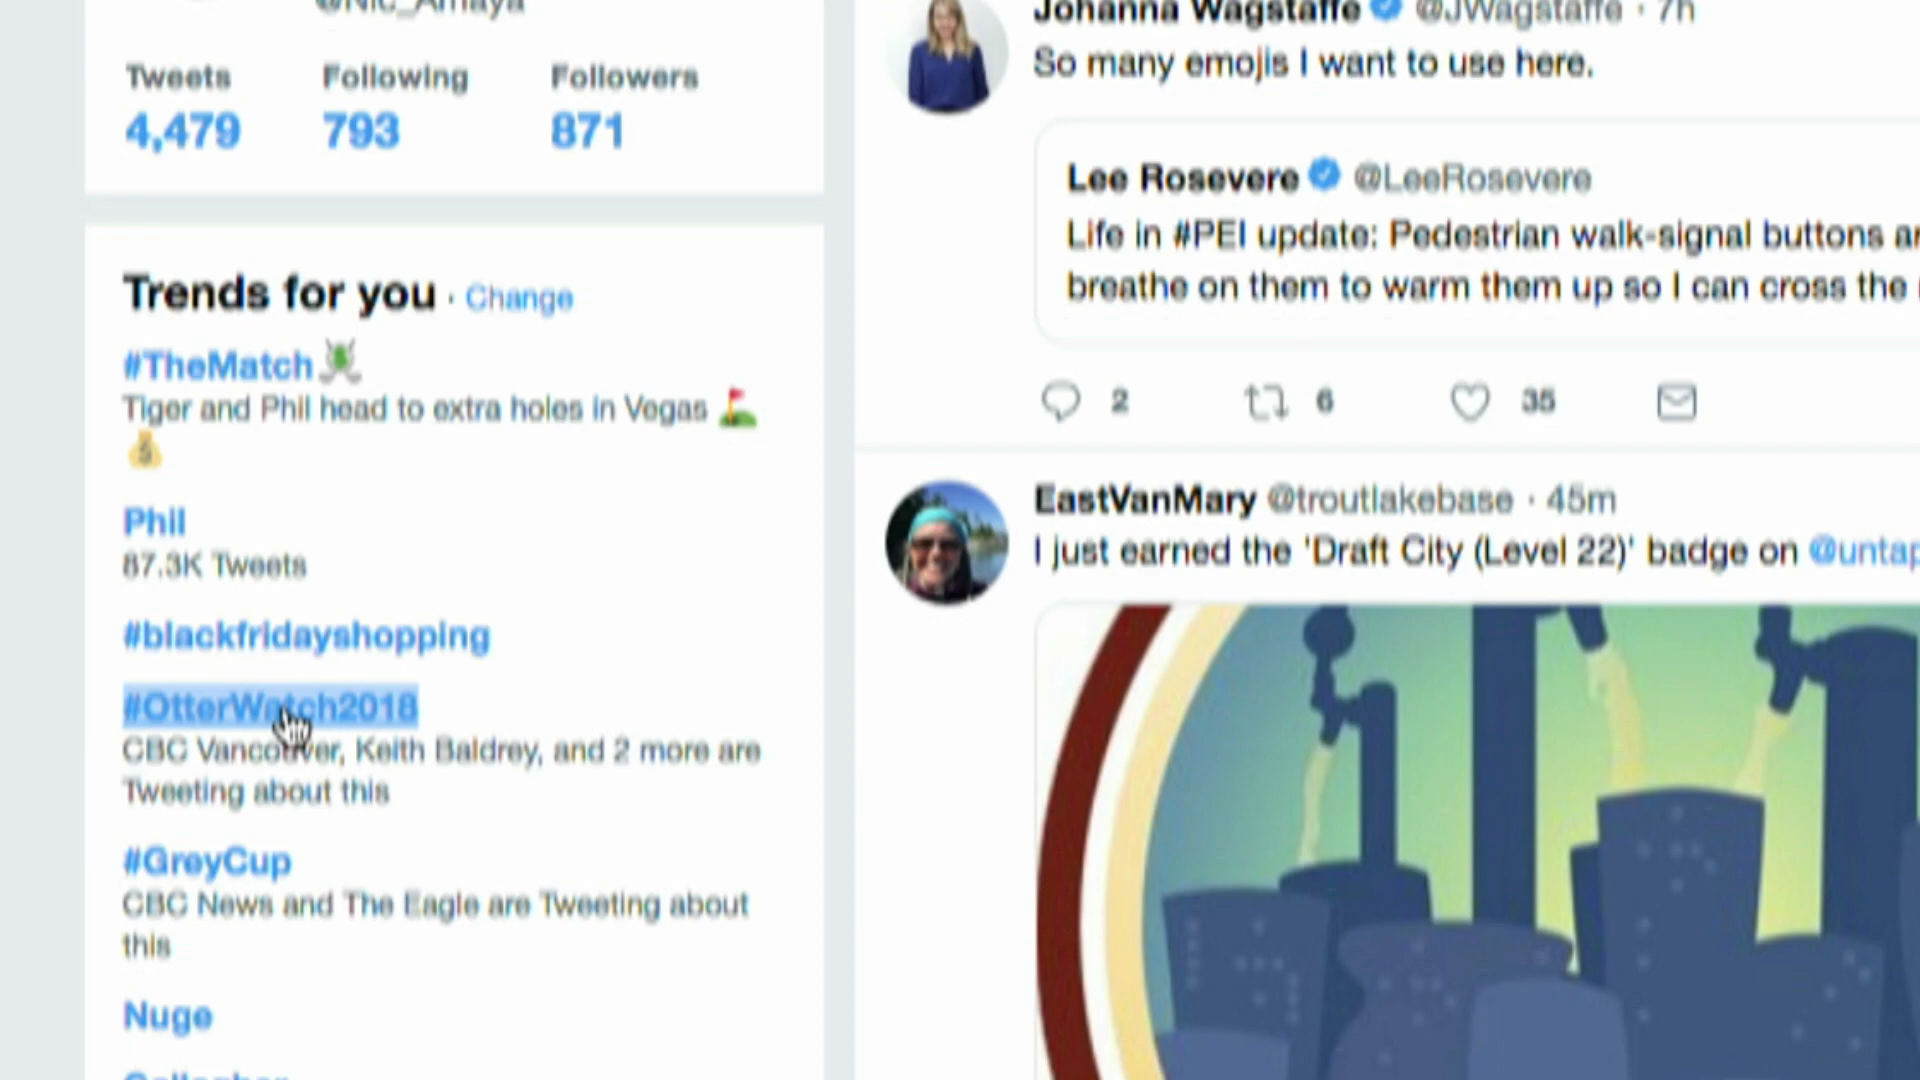 @Nic_Amaya
Tweets Following Followers
4,479 793 871
Trends for you · Change
#TheMatch
Tiger and Phil head to extra holes in Vegas
Phil
87.3K Tweets
#blackfridayshopping
#OtterWatch2018
CBC Vancouver, Keith Baldrey, and 2 more are
Tweeting about this
#GreyCup
CBC News and The Eagle are Tweeting about
this
Nuge
Gallagher
Johanna Wagstaffe @JWagstaffe · 7h
So many emojis I want to use here.
Lee Rosevere @LeeRosevere
Life in #PEI update: Pedestrian walk-signal buttons
breathe on them to warm them up so I can cross the
2 6 35
EastVanMary @troutlakebase · 45m
I just earned the 'Draft City (Level 22)' badge on @untap